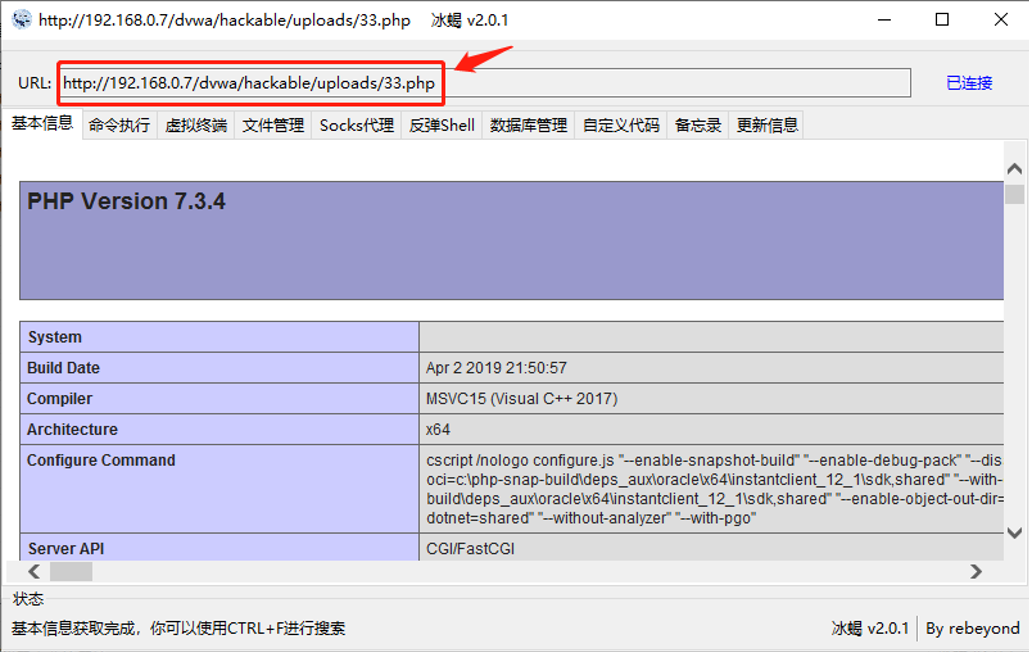 http://192.168.0.7/dvwa/hackable/uploads/33.php 冰蝎 v2.0.1
URL: http://192.168.0.7/dvwa/hackable/uploads/33.php 已连接
基本信息 命令执行 虚拟终端 文件管理 Socks代理 反弹Shell 数据库管理 自定义代码 备忘录 更新信息
PHP Version 7.3.4
System
Build Date Apr 2 2019 21:50:57
Compiler MSVC15 (Visual C++ 2017)
Architecture x64
Configure Command cscript /nologo configure.js "--enable-snapshot-build" "--enable-debug-pack" "--dis
oci=c:\php-snap-build\deps_aux\oracle\x64\instantclient_12_1\sdk,shared" "--with-
build\deps_aux\oracle\x64\instantclient_12_1\sdk,shared" "--enable-object-out-dir=
dotnet=shared" "--without-analyzer" "--with-pgo"
Server API CGI/FastCGI
状态
基本信息获取完成，你可以使用CTRL+F进行搜索 冰蝎 v2.0.1 By rebeyond